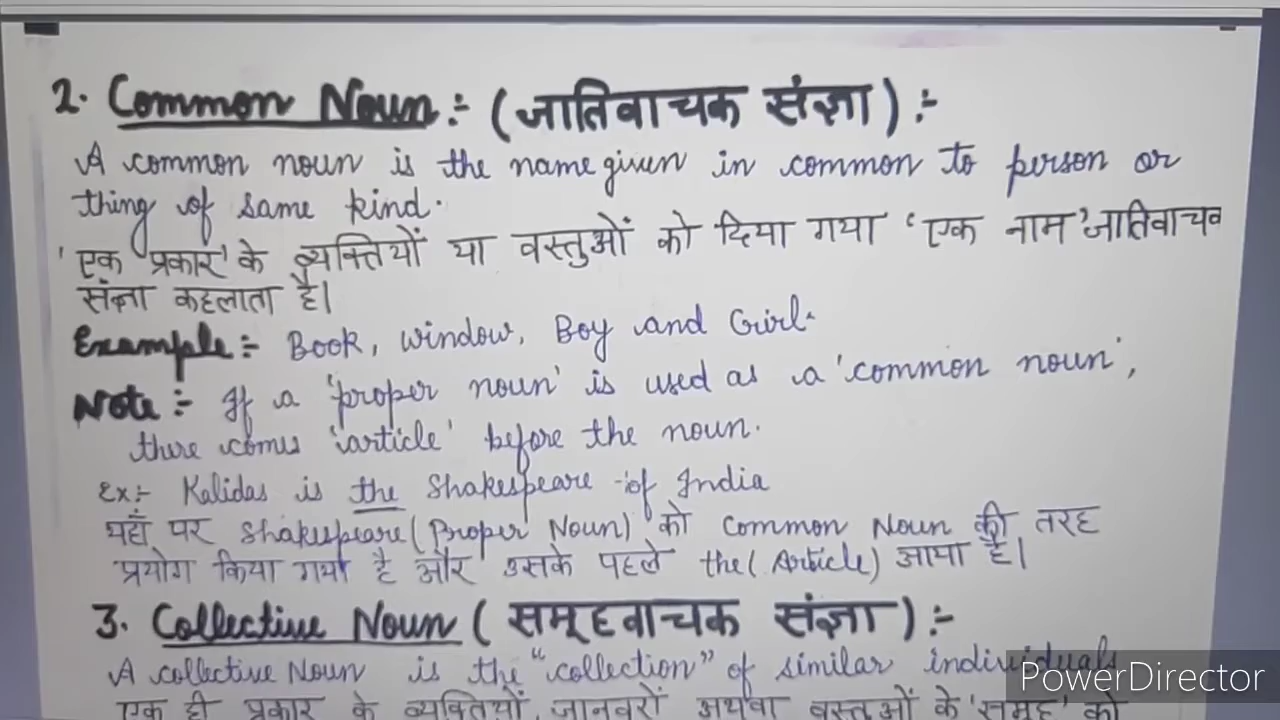 2. Common Noun :- (जातिवाचक संज्ञा) :-
A common noun is the name given in common to person or
thing of same kind.
'एक प्रकार' के व्यक्तियों या वस्तुओं को दिया गया 'एक नाम' जातिवाचक
संज्ञा कहलाता है।
Example :- Book, window, Boy and Girl.
Note :- If a 'proper noun' is used as a 'common noun',
there comes 'article' before the noun.
Ex:- Kalidas is the Shakespeare of India
यहाँ पर Shakespeare (Proper Noun) को Common Noun की तरह
प्रयोग किया गया है और उसके पहले the (Article) आया है।
3. Collective Noun ( समूहवाचक संज्ञा ) :-
A collective Noun is the "collection" of similar individuals
एक ही प्रकार के व्यक्तियों, जानवरों अथवा वस्तुओं के 'समूह' को
PowerDirector